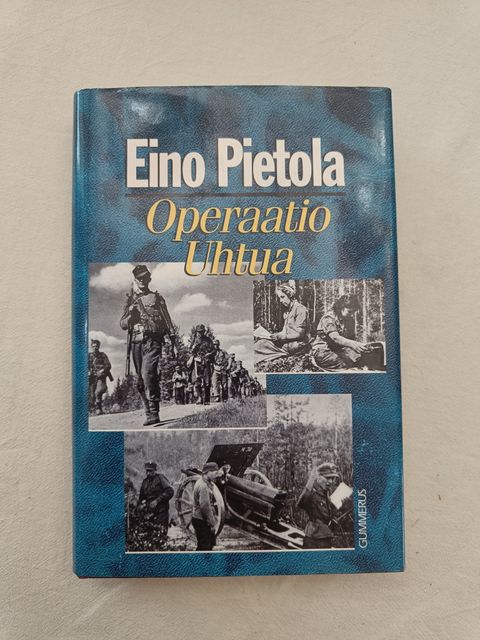 Eino Pietola
Operaatio
Uhtua
GUMMERUS